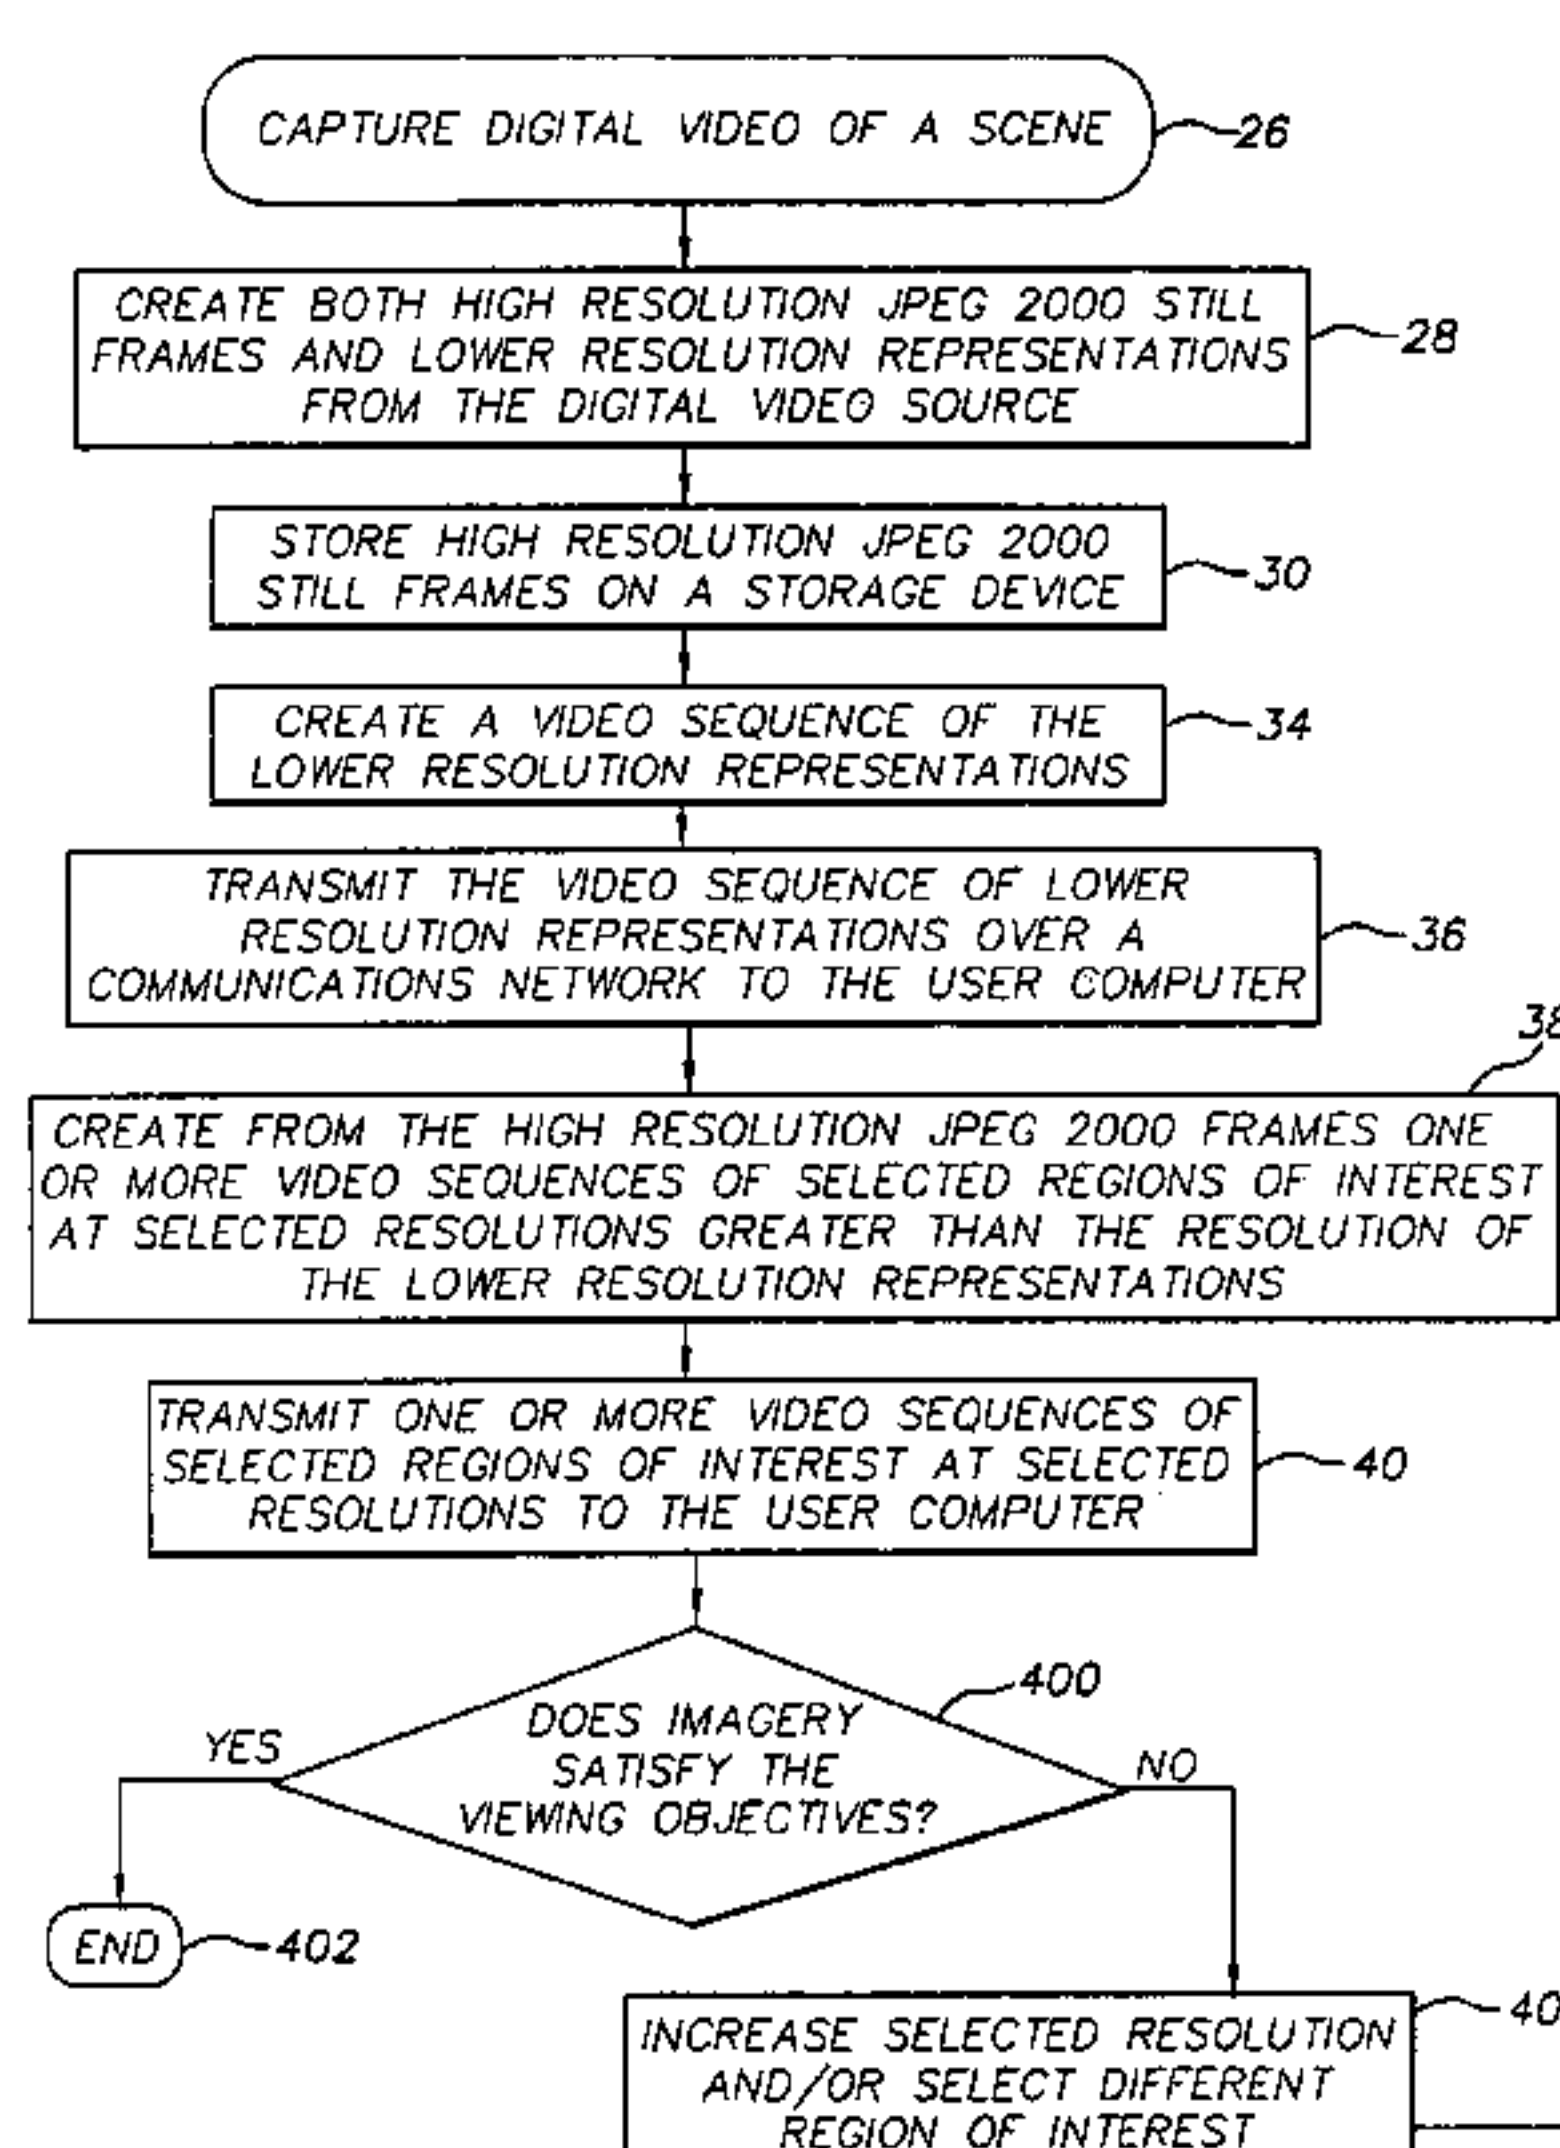 CAPTURE DIGITAL VIDEO OF A SCENE
26
CREATE BOTH HIGH RESOLUTION JPEG 2000 STILL
FRAMES AND LOWER RESOLUTION REPRESENTATIONS
FROM THE DIGITAL VIDEO SOURCE
28
STORE HIGH RESOLUTION JPEG 2000
STILL FRAMES ON A STORAGE DEVICE
30
CREATE A VIDEO SEQUENCE OF THE
LOWER RESOLUTION REPRESENTATIONS
34
TRANSMIT THE VIDEO SEQUENCE OF LOWER
RESOLUTION REPRESENTATIONS OVER A
COMMUNICATIONS NETWORK TO THE USER COMPUTER
36
38
CREATE FROM THE HIGH RESOLUTION JPEG 2000 FRAMES ONE
OR MORE VIDEO SEQUENCES OF SELECTED REGIONS OF INTEREST
AT SELECTED RESOLUTIONS GREATER THAN THE RESOLUTION OF
THE LOWER RESOLUTION REPRESENTATIONS
TRANSMIT ONE OR MORE VIDEO SEQUENCES OF
SELECTED REGIONS OF INTEREST AT SELECTED
RESOLUTIONS TO THE USER COMPUTER
40
400
DOES IMAGERY
SATISFY THE
VIEWING OBJECTIVES?
YES
NO
END
402
INCREASE SELECTED RESOLUTION
AND/OR SELECT DIFFERENT
REGION OF INTEREST